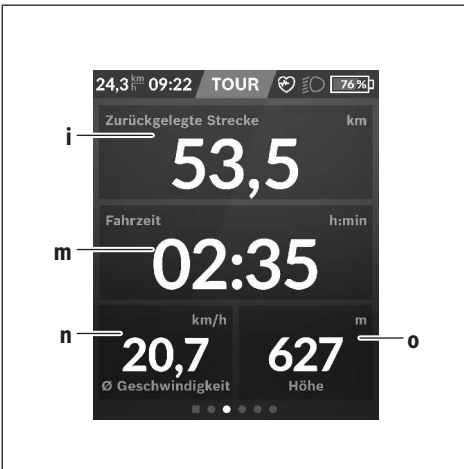 24,3 km/h 09:22 TOUR 76 %
Zurückgelegte Strecke km
i
53,5
Fahrzeit h:min
m
02:35
n
km/h m
o
20,7 627
Ø Geschwindigkeit Höhe